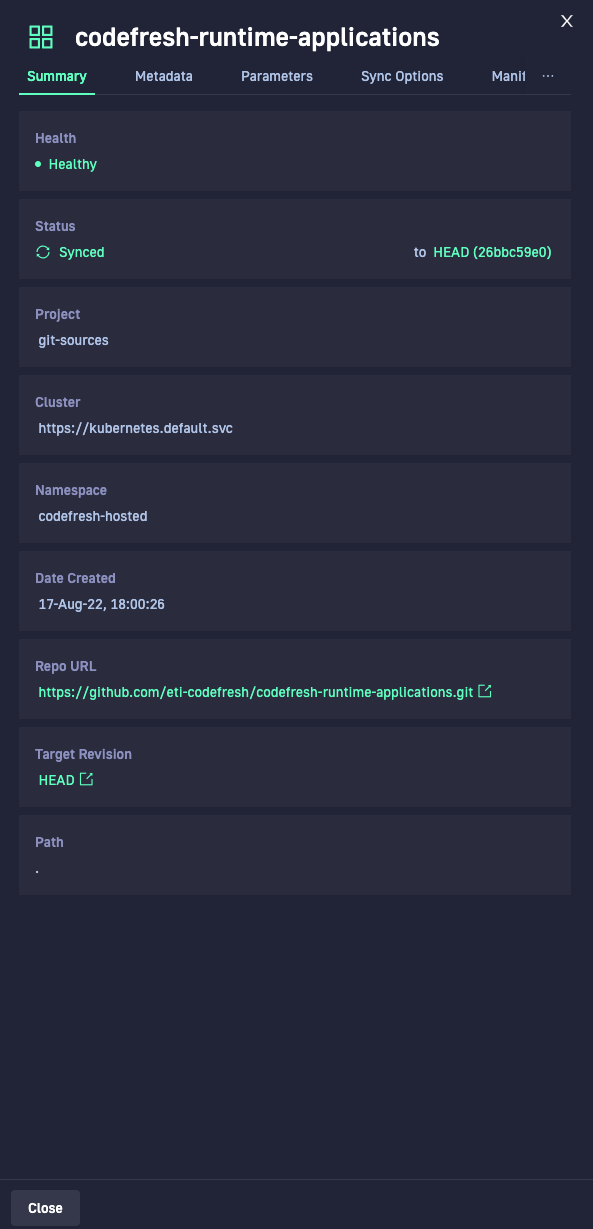 X
codefresh-runtime-applications
Summary Metadata Parameters Sync Options Manif ...
Health
Healthy
Status
Synced to HEAD (26bbc59e0)
Project
git-sources
Cluster
https://kubernetes.default.svc
Namespace
codefresh-hosted
Date Created
17-Aug-22, 18:00:26
Repo URL
https://github.com/eti-codefresh/codefresh-runtime-applications.git
Target Revision
HEAD
Path
.
Close